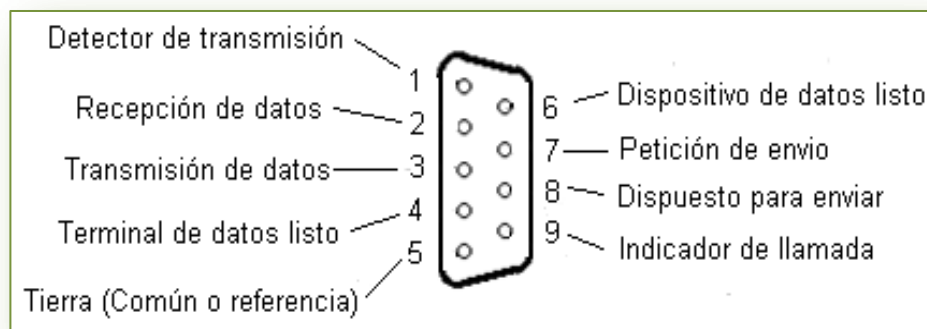 Detector de transmisión
1
Recepción de datos
2
Transmisión de datos
3
Terminal de datos listo
4
Tierra (Común o referencia)
5
6
Dispositivo de datos listo
7
Petición de envio
8
Dispuesto para enviar
9
Indicador de llamada